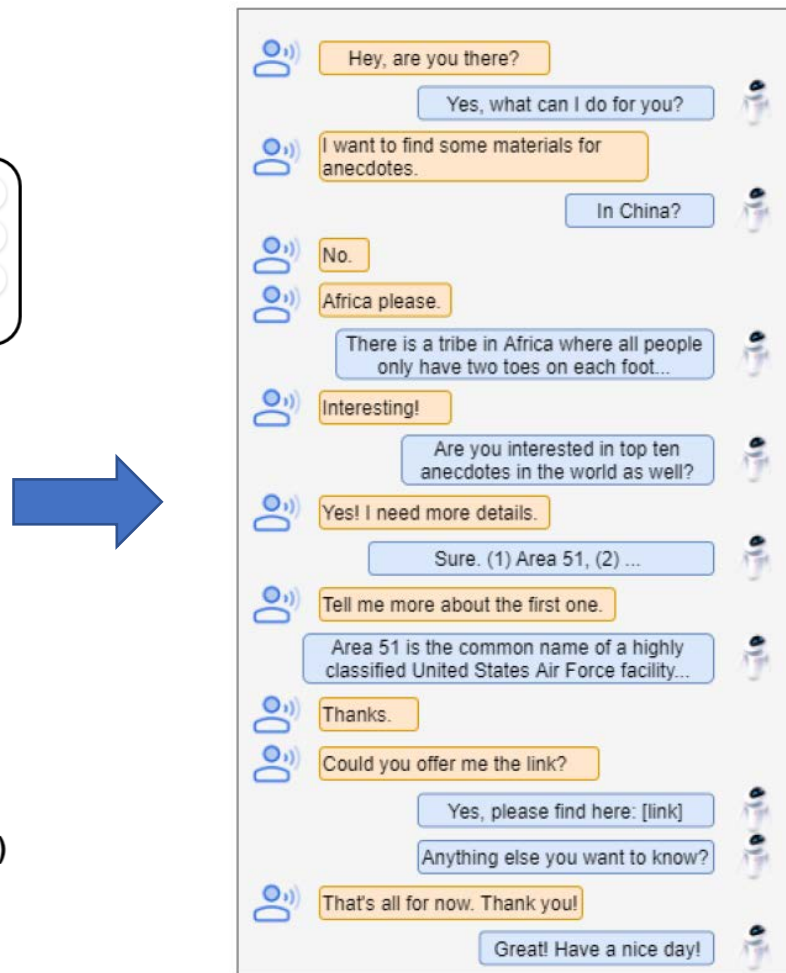 Hey, are you there?
Yes, what can I do for you?
I want to find some materials for
anecdotes.
In China?
No.
Africa please.
There is a tribe in Africa where all people
only have two toes on each foot...
Interesting!
Are you interested in top ten
anecdotes in the world as well?
Yes! I need more details.
Sure. (1) Area 51, (2) ...
Tell me more about the first one.
Area 51 is the common name of a highly
classified United States Air Force facility...
Thanks.
Could you offer me the link?
Yes, please find here: [link]
Anything else you want to know?
)
That's all for now. Thank you!
Great! Have a nice day!